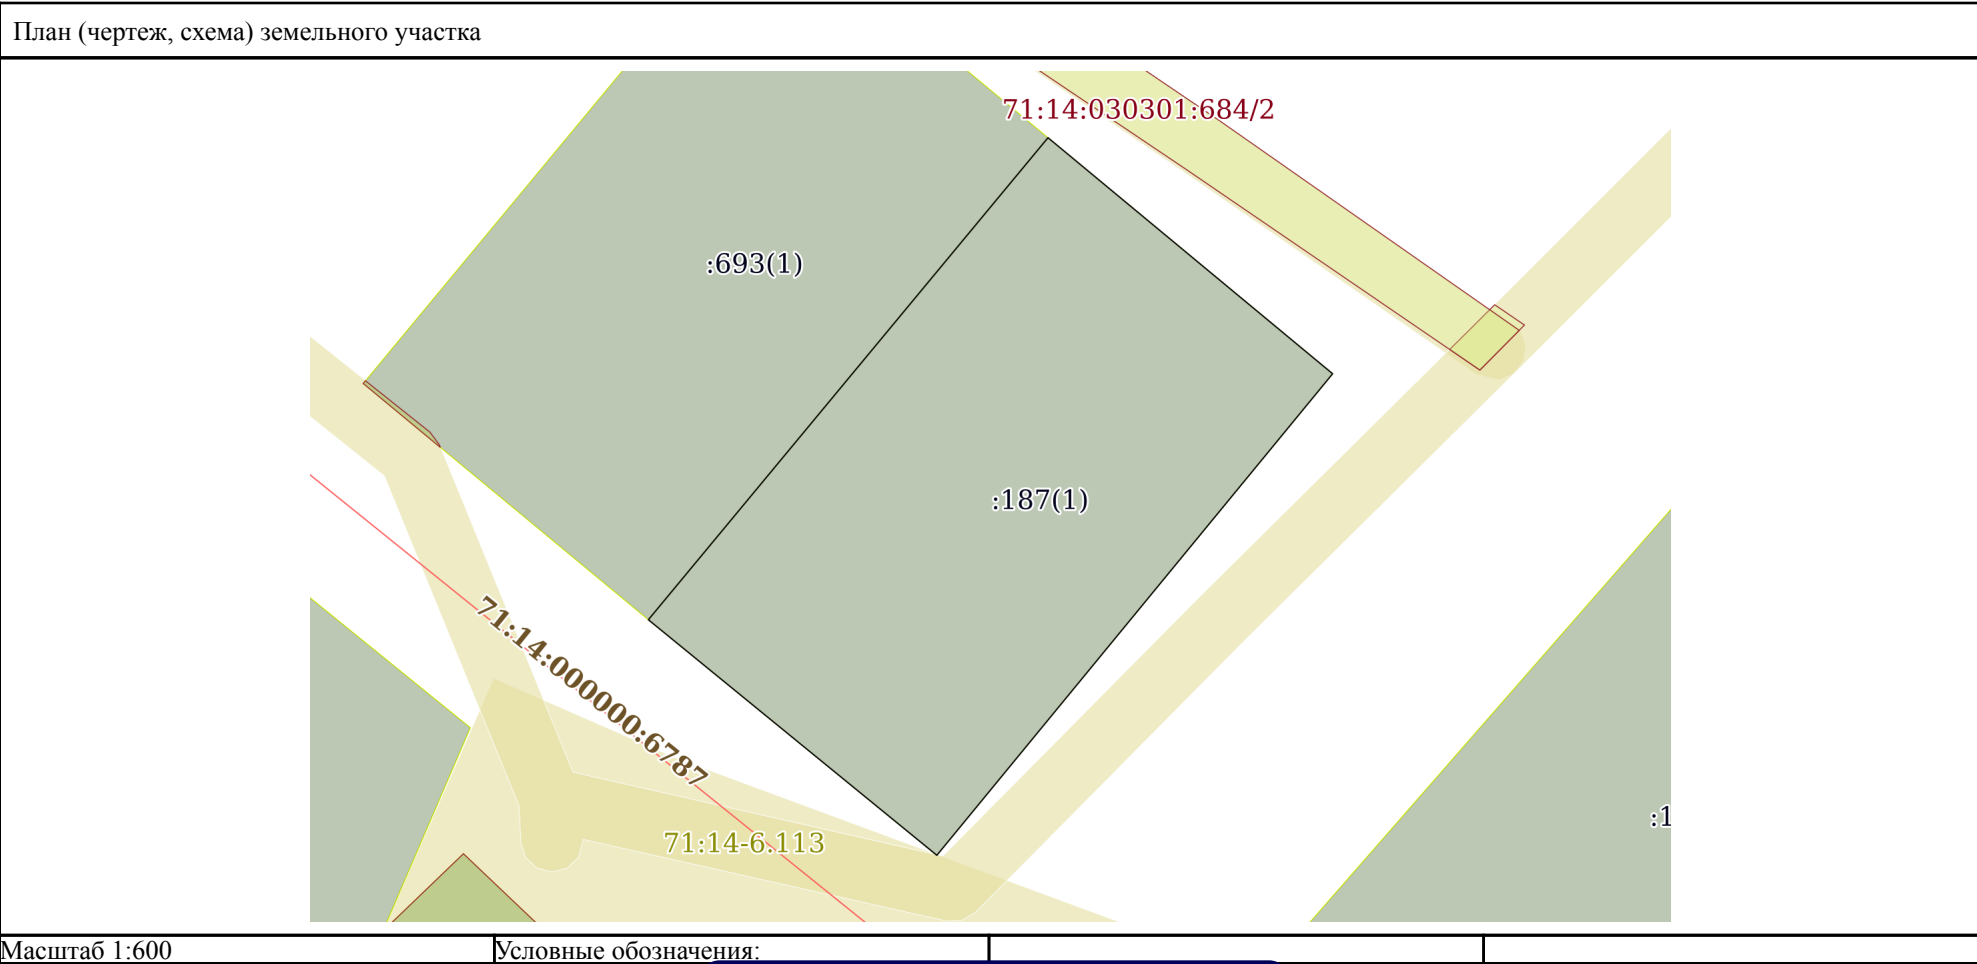 План (чертеж, схема) земельного участка
71:14:030301:684/2
:693(1)
:187(1)
71:14:000000:6787
:1
71:14-6.113
Масштаб 1:600
Условные обозначения: